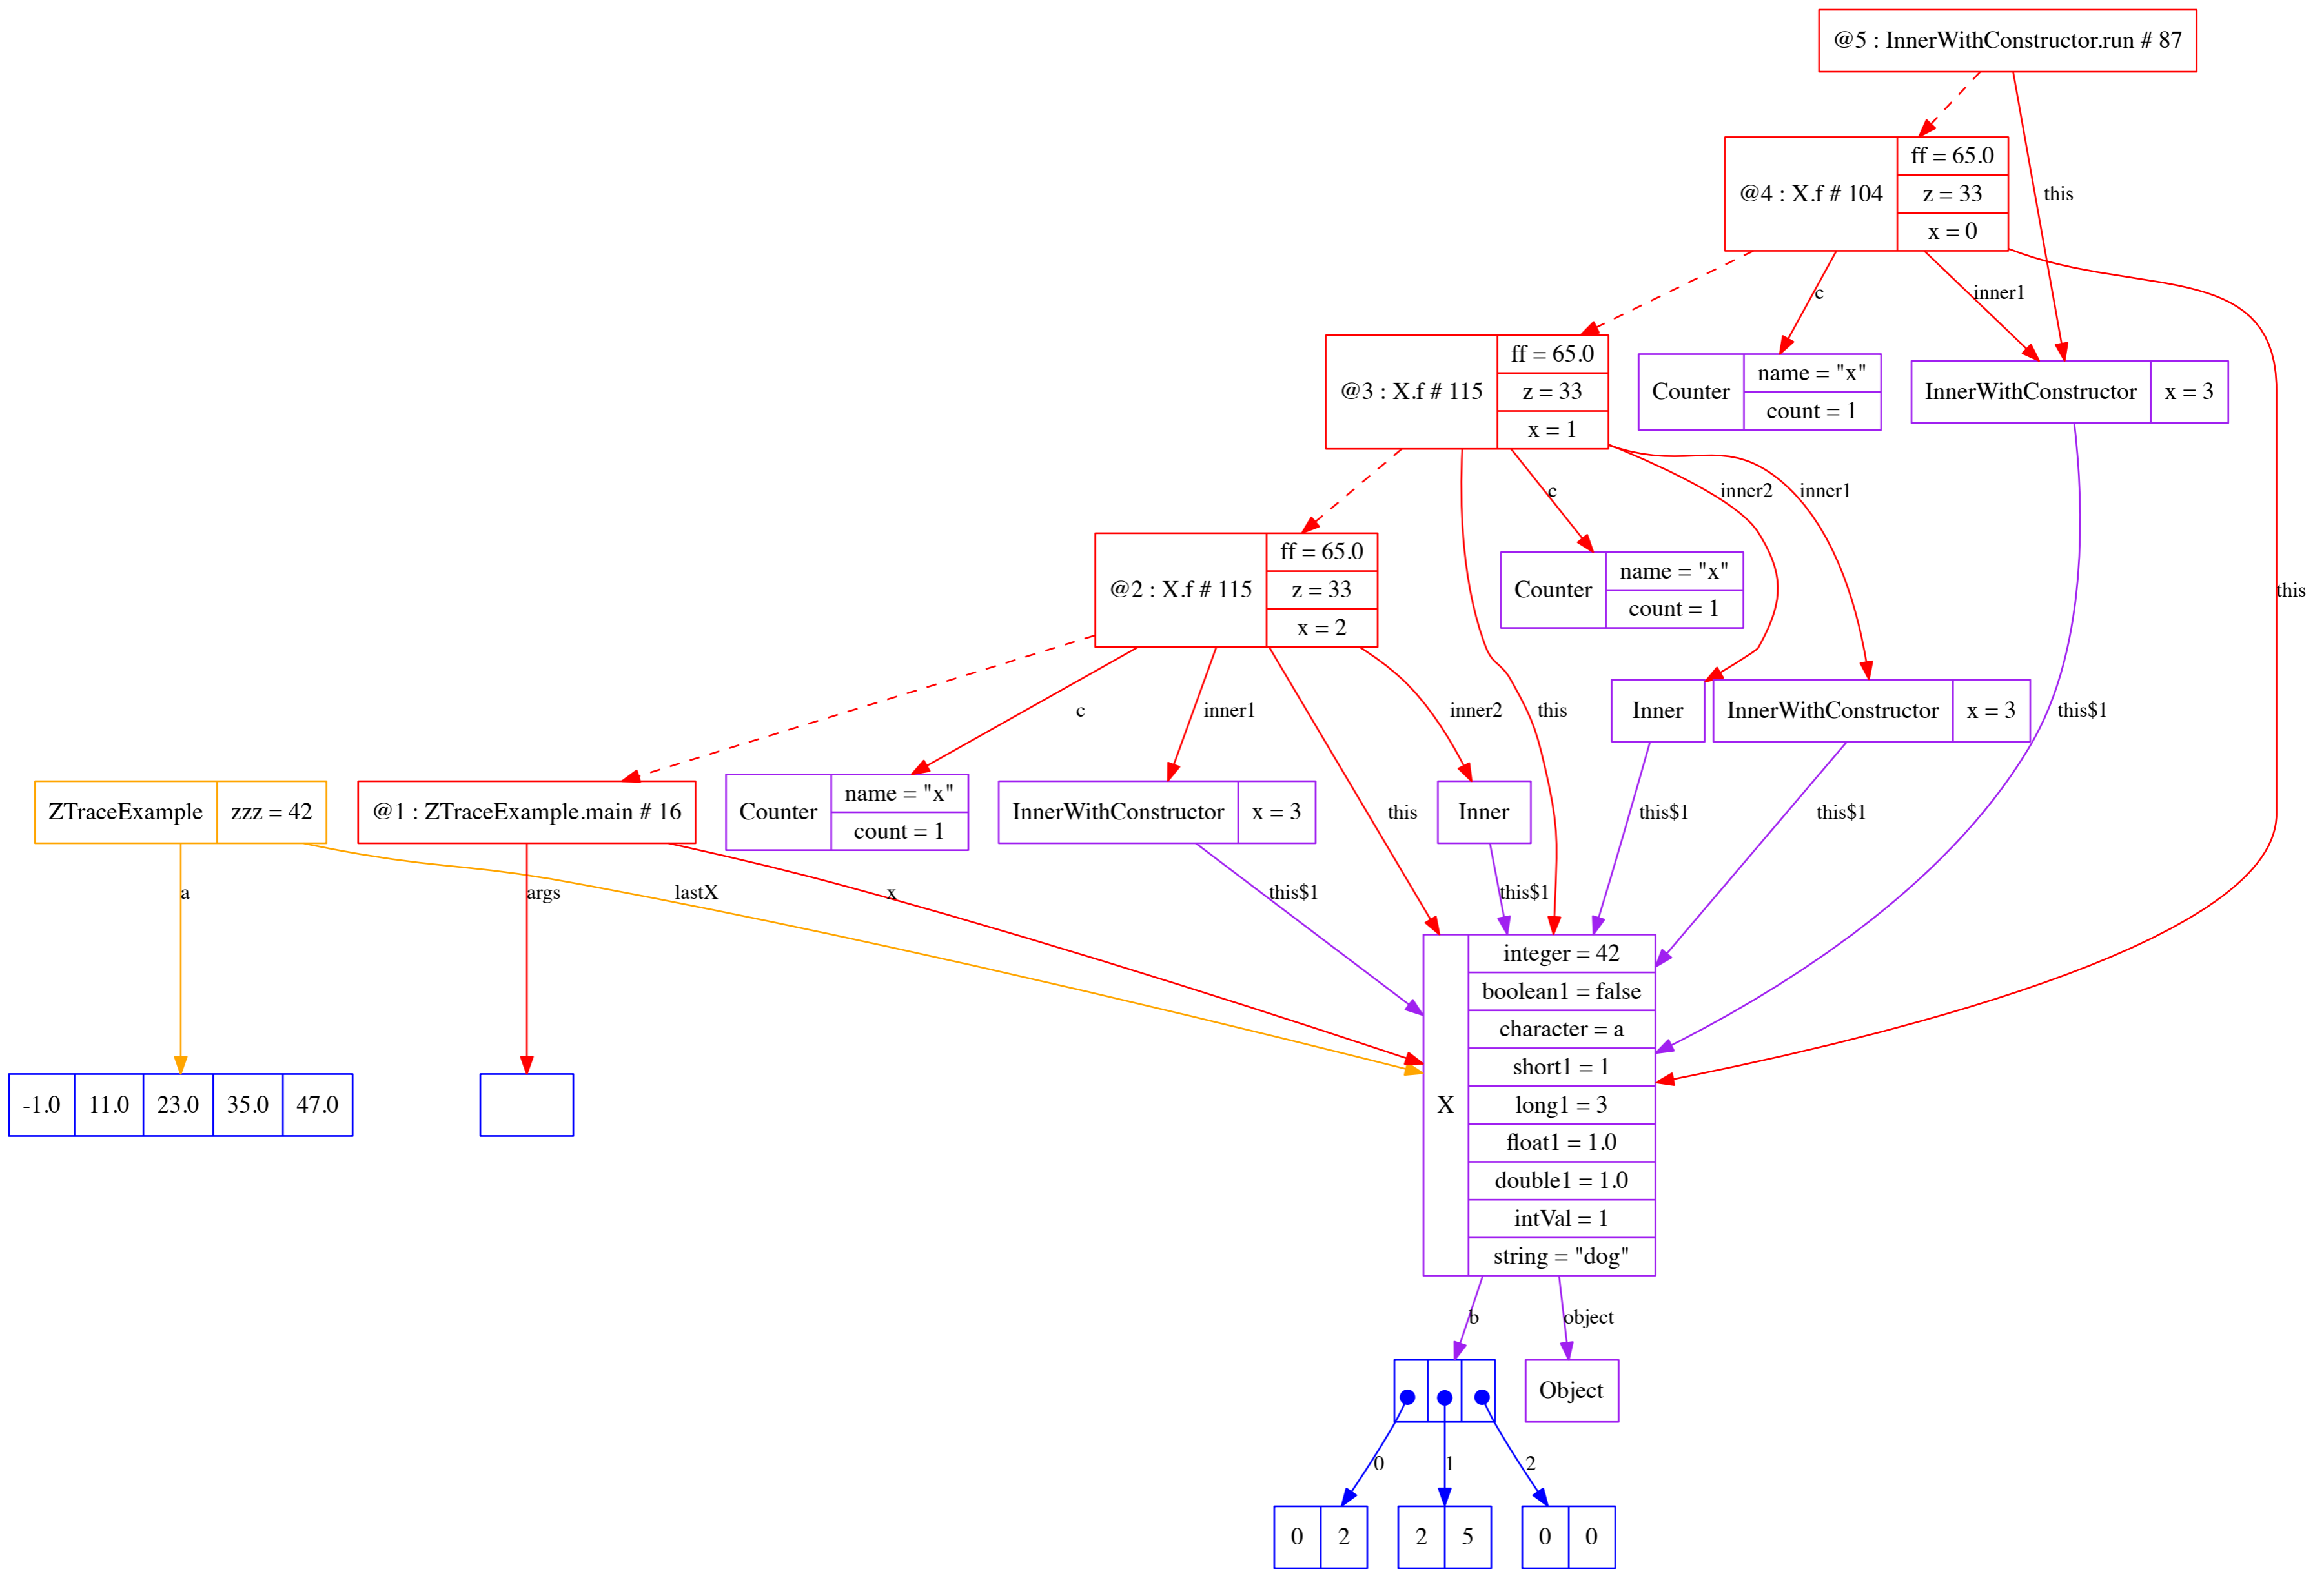 @5 : InnerWithConstructor.run # 87
@4 : X.f # 104
ff = 65.0
z = 33
x = 0
this
c
inner1
@3 : X.f # 115
ff = 65.0
z = 33
x = 1
Counter
name = "x"
count = 1
InnerWithConstructor
x = 3
c
inner2
inner1
@2 : X.f # 115
ff = 65.0
z = 33
x = 2
Counter
name = "x"
count = 1
this
c
inner1
inner2
this
Inner
InnerWithConstructor
x = 3
this$1
ZTraceExample
zzz = 42
@1 : ZTraceExample.main # 16
Counter
name = "x"
count = 1
InnerWithConstructor
x = 3
this
Inner
this$1
this$1
a
lastX
args
x
this$1
this$1
-1.0
11.0
23.0
35.0
47.0
X
integer = 42
boolean1 = false
character = a
short1 = 1
long1 = 3
float1 = 1.0
double1 = 1.0
intVal = 1
string = "dog"
b
object
Object
0
1
2
0
2
2
5
0
0